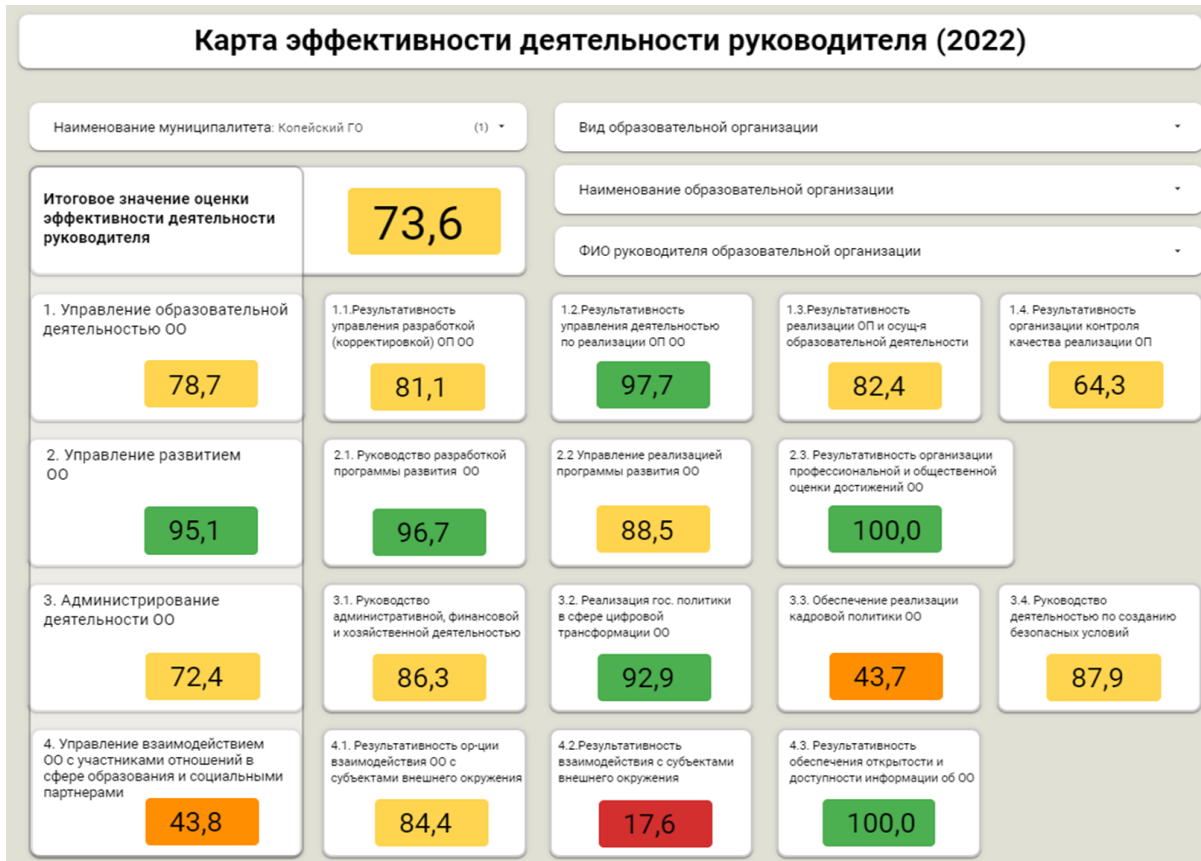 Карта эффективности деятельности руководителя (2022)
Наименование муниципалитета: Копейский ГО (1)
Вид образовательной организации
Итоговое значение оценки
эффективности деятельности
руководителя
73,6
Наименование образовательной организации
ФИО руководителя образовательной организации
1. Управление образовательной
деятельностью ОО
78,7
1.1.Результативность
управления разработкой
(корректировкой) ОП ОО
81,1
1.2.Результативность
управления деятельностью
по реализации ОП ОО
97,7
1.3.Результативность
реализации ОП и осущ-я
образовательной деятельности
82,4
1.4. Результативность
организации контроля
качества реализации ОП
64,3
2. Управление развитием
ОО
95,1
2.1. Руководство разработкой
программы развития ОО
96,7
2.2 Управление реализацией
программы развития ОО
88,5
2.3. Результативность организации
профессиональной и общественной
оценки достижений ОО
100,0
3. Администрирование
деятельности ОО
72,4
3.1. Руководство
административной, финансовой
и хозяйственной деятельностью
86,3
3.2. Реализация гос. политики
в сфере цифровой
трансформации ОО
92,9
3.3. Обеспечение реализации
кадровой политики ОО
43,7
3.4. Руководство
деятельностью по созданию
безопасных условий
87,9
4. Управление взаимодействием
ОО с участниками отношений в
сфере образования и социальными
партнерами
43,8
4.1. Результативность ор-ции
взаимодействия ОО с
субъектами внешнего окружения
84,4
4.2.Результативность
взаимодействия с субъектами
внешнего окружения
17,6
4.3. Результативность
обеспечения открытости и
доступности информации об ОО
100,0